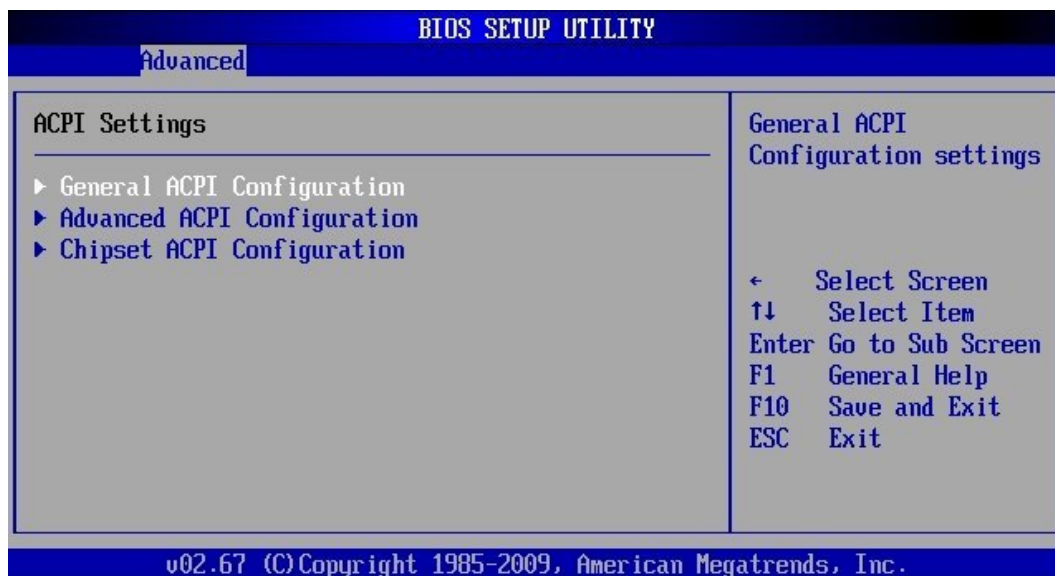 BIOS SETUP UTILITY
Advanced
ACPI Settings
▶ General ACPI Configuration
▶ Advanced ACPI Configuration
▶ Chipset ACPI Configuration
General ACPI
Configuration settings
← Select Screen
↑↓ Select Item
Enter Go to Sub Screen
F1 General Help
F10 Save and Exit
ESC Exit
v02.67 (C)Copyright 1985-2009, American Megatrends, Inc.